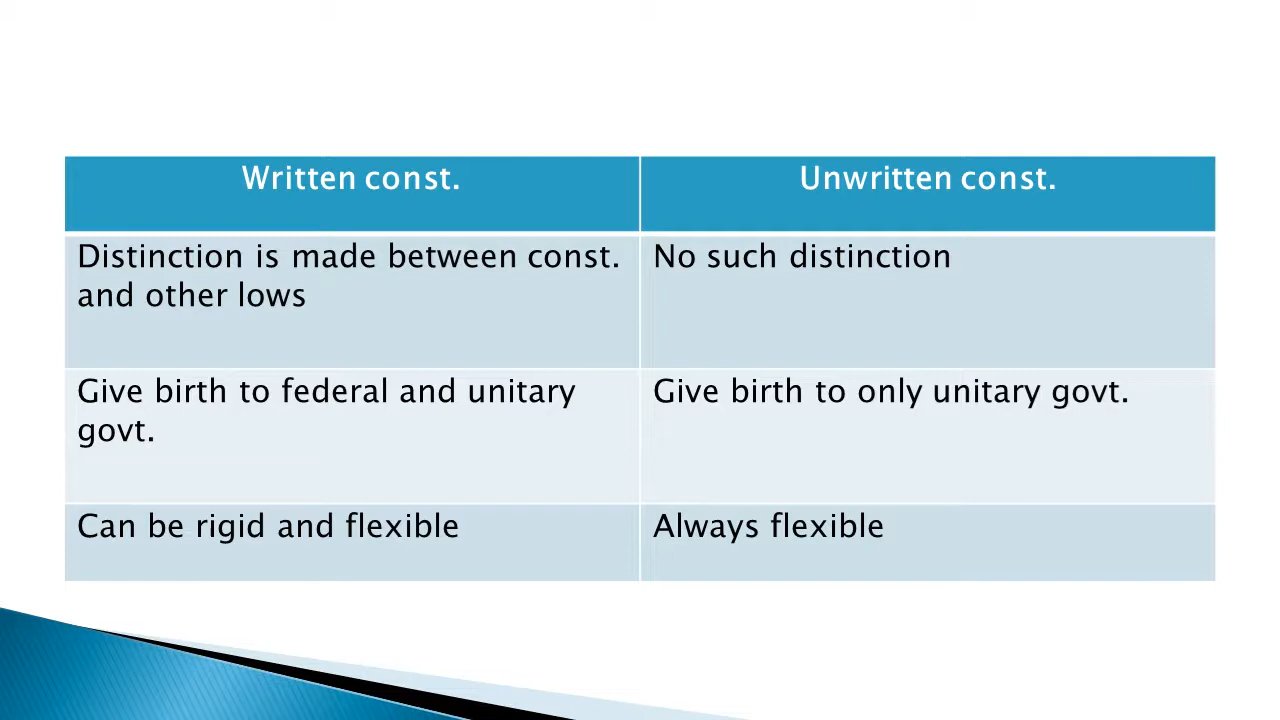 Written const.
Unwritten const.
Distinction is made between const.
and other lows
No such distinction
Give birth to federal and unitary
govt.
Give birth to only unitary govt.
Can be rigid and flexible
Always flexible